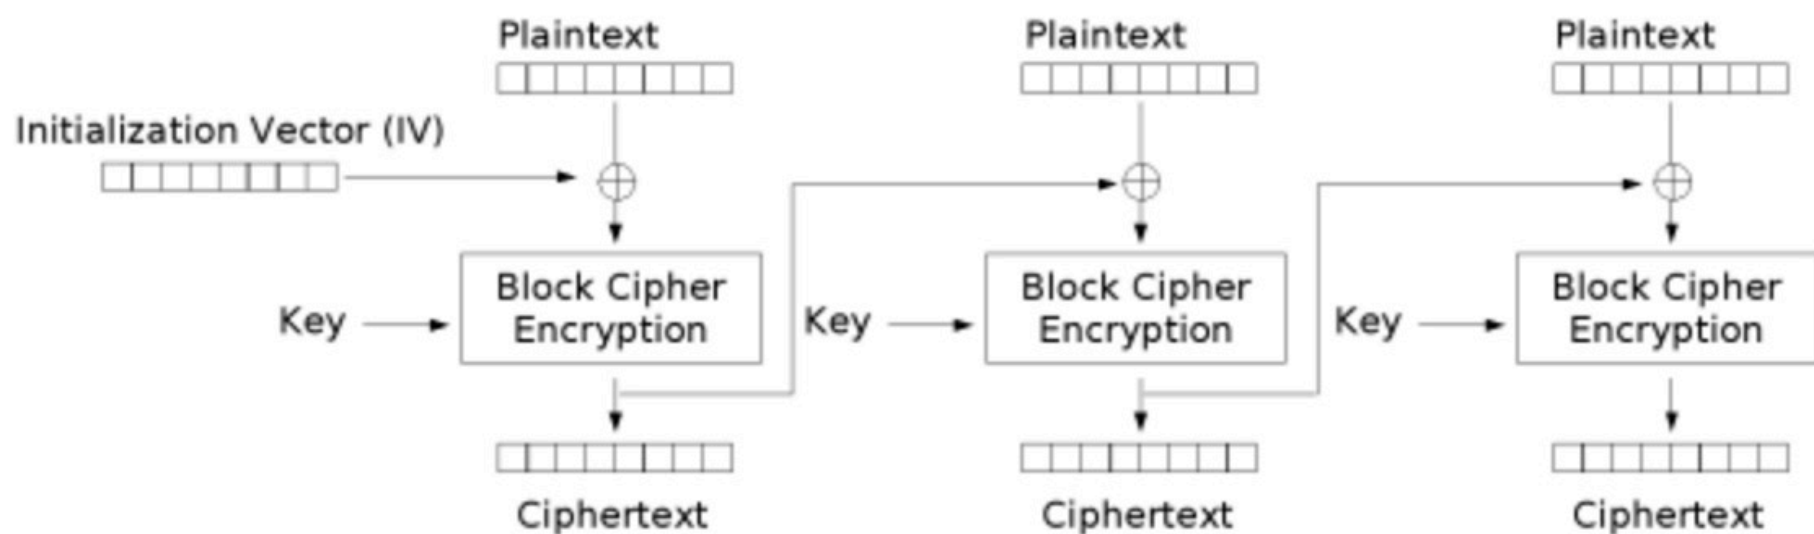 Plaintext
Plaintext
Plaintext
Initialization Vector (IV)
Block Cipher
Encryption
Key
Block Cipher
Encryption
Key
Block Cipher
Encryption
Key
Ciphertext
Ciphertext
Ciphertext